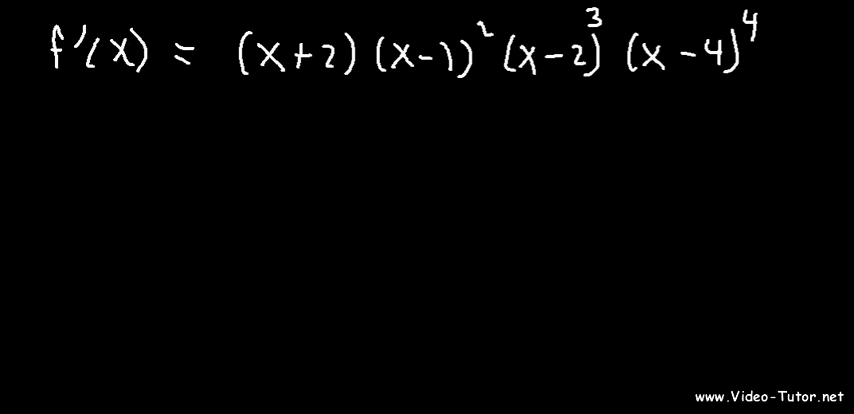 f'(x) = (x+2) (x-1)² (x-2)³ (x-4)⁴
www.Video-Tutor.net